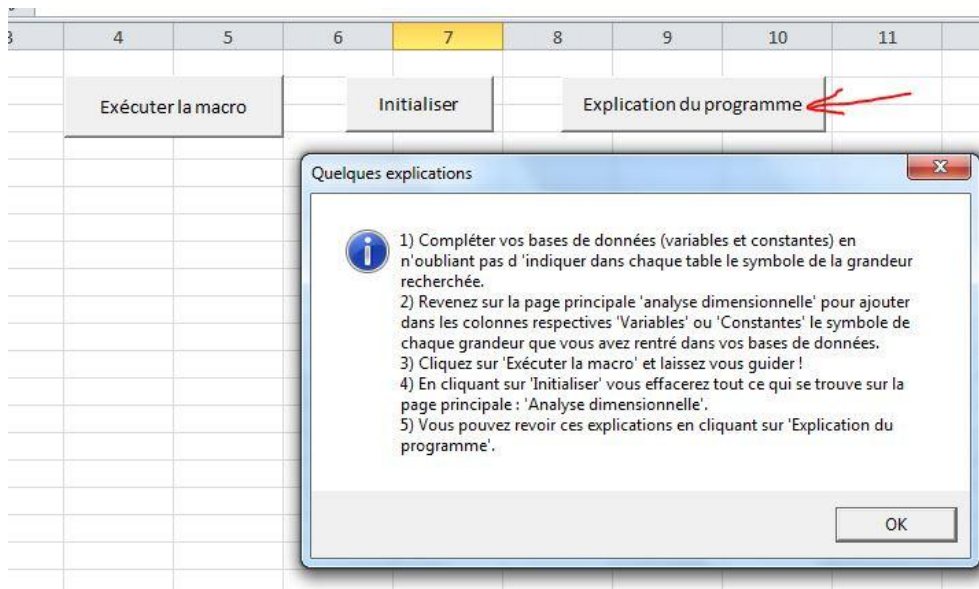 3 4 5 6 7 8 9 10 11
Exécuter la macro Initialiser Explication du programme
Quelques explications
1) Compléter vos bases de données (variables et constantes) en
n'oubliant pas d 'indiquer dans chaque table le symbole de la grandeur
recherchée.
2) Revenez sur la page principale 'analyse dimensionnelle' pour ajouter
dans les colonnes respectives 'Variables' ou 'Constantes' le symbole de
chaque grandeur que vous avez rentré dans vos bases de données.
3) Cliquez sur 'Exécuter la macro' et laissez vous guider !
4) En cliquant sur 'Initialiser' vous effacerez tout ce qui se trouve sur la
page principale : 'Analyse dimensionnelle'.
5) Vous pouvez revoir ces explications en cliquant sur 'Explication du
programme'.
OK